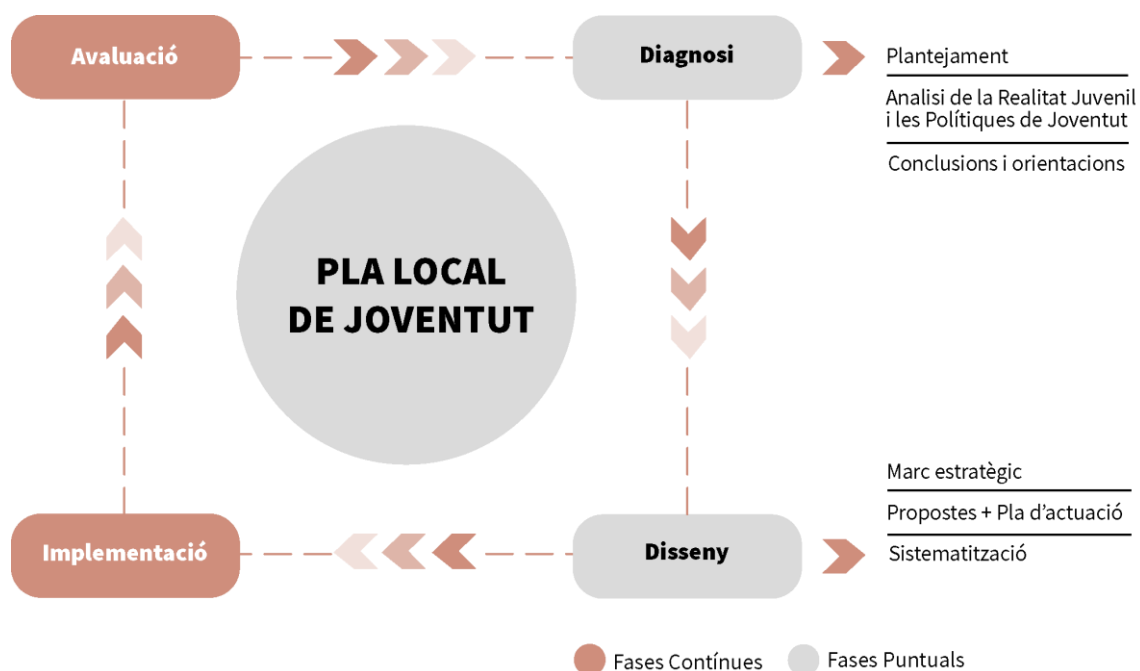 Avaluació
Diagnosi
Plantejament
Analisi de la Realitat Juvenil
i les Polítiques de Joventut
Conclusions i orientacions
PLA LOCAL
DE JOVENTUT
Marc estratègic
Propostes + Pla d’actuació
Sistematització
Implementació
Disseny
Fases Contínues
Fases Puntuals